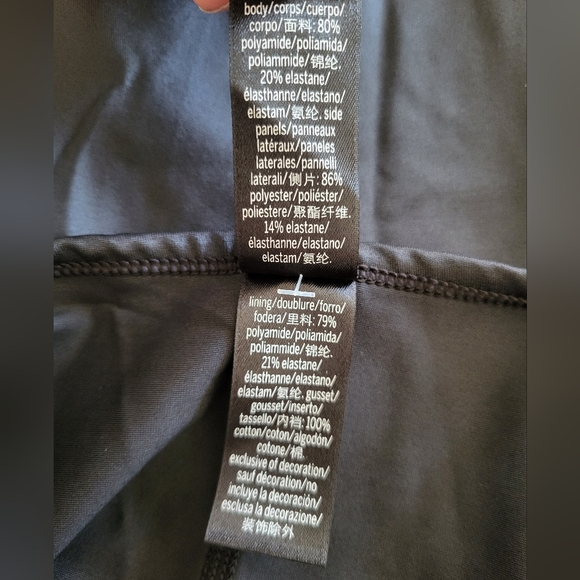 body/corps/cuerpo/
corpo/面料: 80%
polyamide/poliamida/
poliammide/锦纶.
20% elastane/
élasthanne/elastano/
elastam/氨纶. side
panels/panneaux
latéraux/paneles
laterales/pannelli
laterali/侧片: 86%
polyester/poliéster/
poliestere/聚酯纤维.
14% elastane/
élasthanne/elastano/
elastam/氨纶.
lining/doublure/forro/
fodera/里料: 79%
polyamide/poliamida/
poliammide/锦纶.
21% elastane/
élasthanne/elastano/
elastam/氨纶. gusset/
gousset/inserto/
tassello/内裆: 100%
cotton/coton/algodón/
cotone/棉.
exclusive of decoration/
sauf décoration/no
incluye la decoración/
esclusa la decorazione/
装饰除外